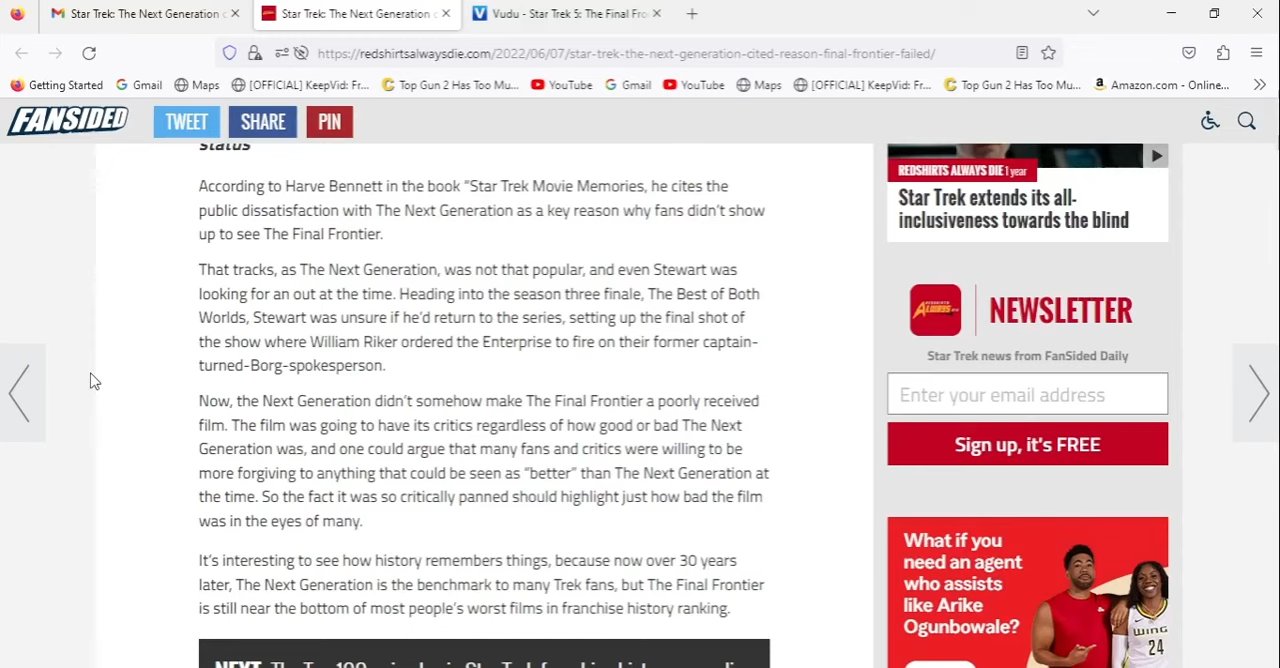 Star Trek: The Next Generation
Star Trek: The Next Generation
Vudu - Star Trek 5: The Final Fro
https://redshirtsalwaysdie.com/2022/06/07/star-trek-the-next-generation-cited-reason-final-frontier-failed/
Getting Started
Gmail
Maps
[OFFICIAL] KeepVid: Fr...
Top Gun 2 Has Too Mu...
YouTube
Gmail
YouTube
Maps
[OFFICIAL] KeepVid: Fr...
Top Gun 2 Has Too Mu...
Amazon.com - Online...
FANSIDED
TWEET
SHARE
PIN
Status
According to Harve Bennett in the book “Star Trek Movie Memories, he cites the
public dissatisfaction with The Next Generation as a key reason why fans didn’t show
up to see The Final Frontier.
That tracks, as The Next Generation, was not that popular, and even Stewart was
looking for an out at the time. Heading into the season three finale, The Best of Both
Worlds, Stewart was unsure if he’d return to the series, setting up the final shot of
the show where William Riker ordered the Enterprise to fire on their former captain-
turned-Borg-spokesperson.
Now, the Next Generation didn’t somehow make The Final Frontier a poorly received
film. The film was going to have its critics regardless of how good or bad The Next
Generation was, and one could argue that many fans and critics were willing to be
more forgiving to anything that could be seen as “better” than The Next Generation at
the time. So the fact it was so critically panned should highlight just how bad the film
was in the eyes of many.
It’s interesting to see how history remembers things, because now over 30 years
later, The Next Generation is the benchmark to many Trek fans, but The Final Frontier
is still near the bottom of most people’s worst films in franchise history ranking.
REDSHIRTS ALWAYS DIE 1 year
Star Trek extends its all-
inclusiveness towards the blind
NEWSLETTER
Star Trek news from FanSided Daily
Enter your email address
Sign up, it's FREE
What if you
need an agent
who assists
like Arike
Ogunbowale?
WING
24